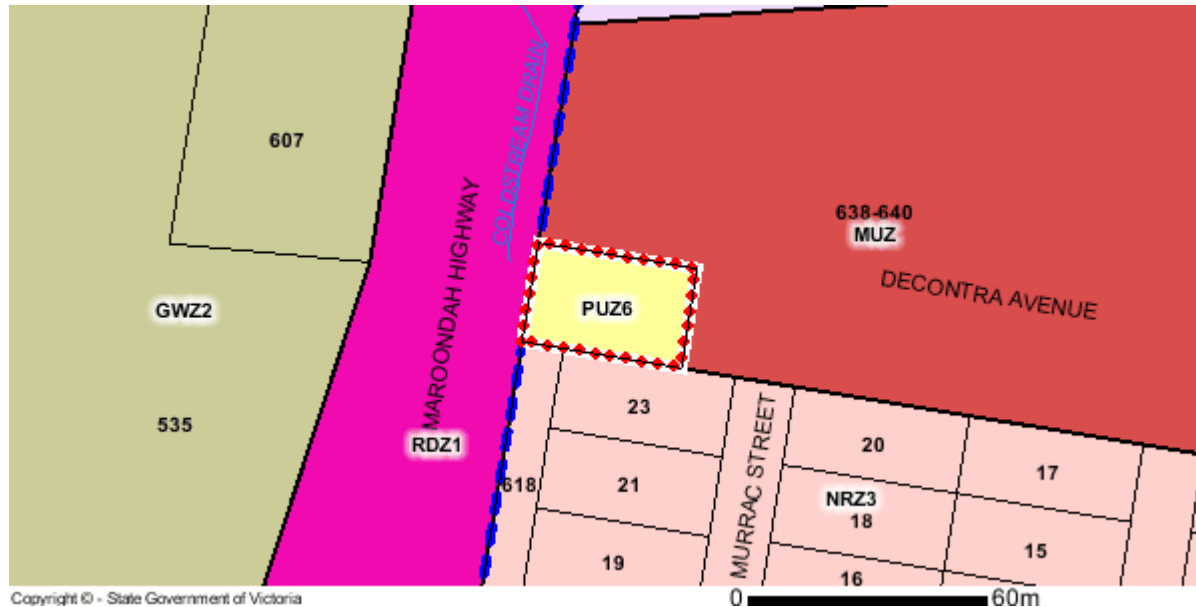 607
COLDSTREAM DRAIN
MAROONDAH HIGHWAY
638-640
MUZ
DECONTRA AVENUE
GWZ2
PUZ6
535
RDZ1
618
23
21
19
MURRAC STREET
20
NRZ3
18
16
17
15
Copyright © - State Government of Victoria
0 60m